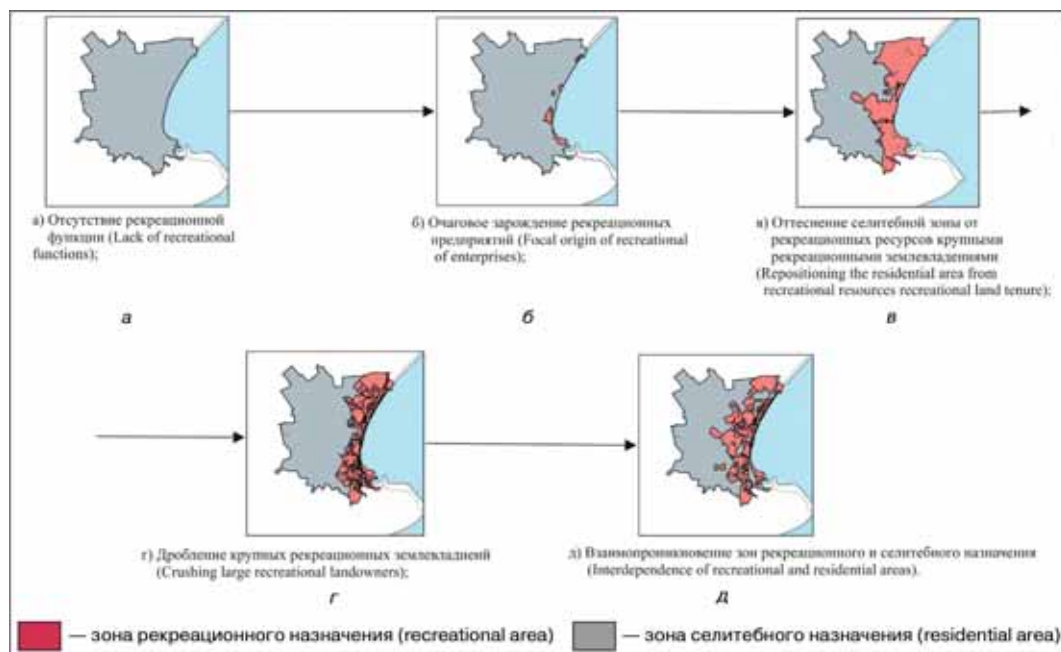 а) Отсутствие рекреационной
функции (Lack of recreational
functions);
а
б) Очаговое зарождение рекреационных
предприятий (Focal origin of recreational
of enterprises);
б
в) Оттеснение селитебной зоны от
рекреационных ресурсов крупными
рекреационными землевладениями
(Repositioning the residential area from
recreational resources recreational land tenure);
в
г) Дробление крупных рекреационных землевладений
(Crushing large recreational landowners);
г
д) Взаимопроникновение зон рекреационного и селитебного назначения
(Interdependence of recreational and residential areas).
д
— зона рекреационного назначения (recreational area)
— зона селитебного назначения (residential area)